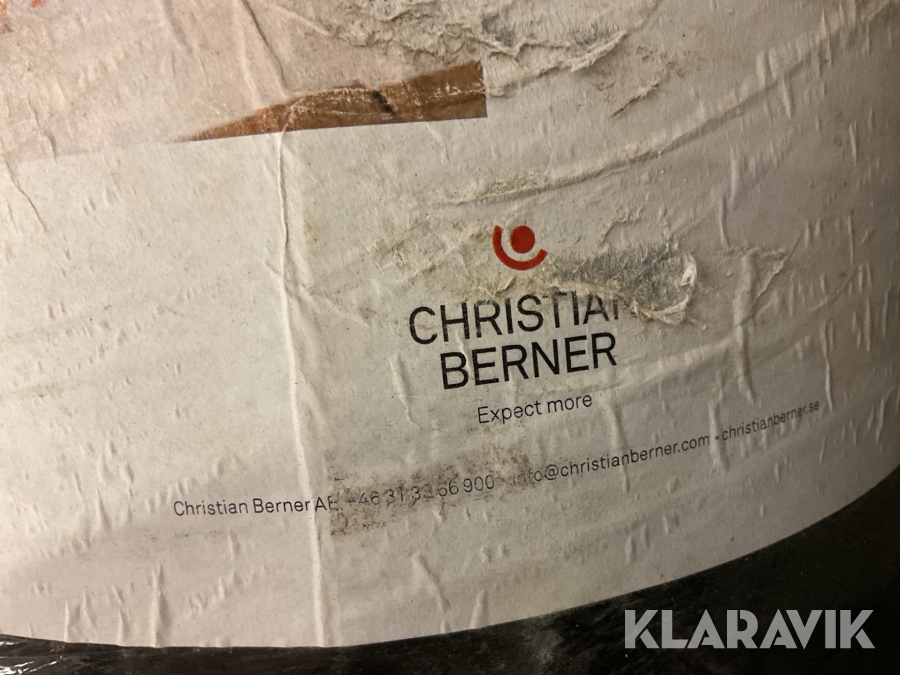 CHRISTIAN
BERNER
Expect more
Christian Berner AB +46 31 33 66 900 info@christianberner.com • christianberner.se
KLARAVIK